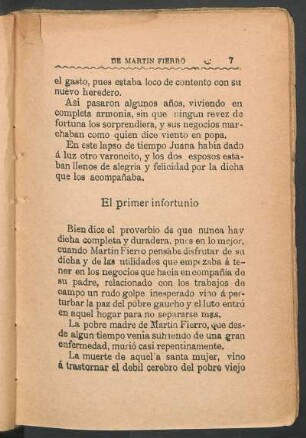 DE MARTIN FIERRO 7
el gasto, pues estaba loco de contento con su
nuevo heredero.
Asi pasaron algunos años, viviendo en
completa armonia, sin que ningun revez de
fortuna los sorprendiera, y sus negocios mar-
chaban como quien dice viento en popa.
En este lapso de tiempo Juana habia dado
á luz otro varoncito, y los dos esposos esta-
ban llenos de alegria y felicidad por la dicha
que los acompañaba.
El primer infortunio
Bien dice el proverbio de que nunca hay
dicha completa y duradera, pues en lo mejor,
cuando Martin Fierro pensaba disfrutar de su
dicha y de las utilidades que empezaba á te-
ner en los negocios que hacia en compañia de
su padre, relacionado con los trabajos de
campo un rudo golpe inesperado vino á per-
turbar la paz del pobre gaucho y el luto entró
en aquel hogar para no separarse mas.
La pobre madre de Martin Fierro, que des-
de algun tiempo venia sufriendo de una gran
enfermedad, murió casi repentinamente.
La muerte de aquella santa mujer, vino
á trastornar el debil cerebro del pobre viejo